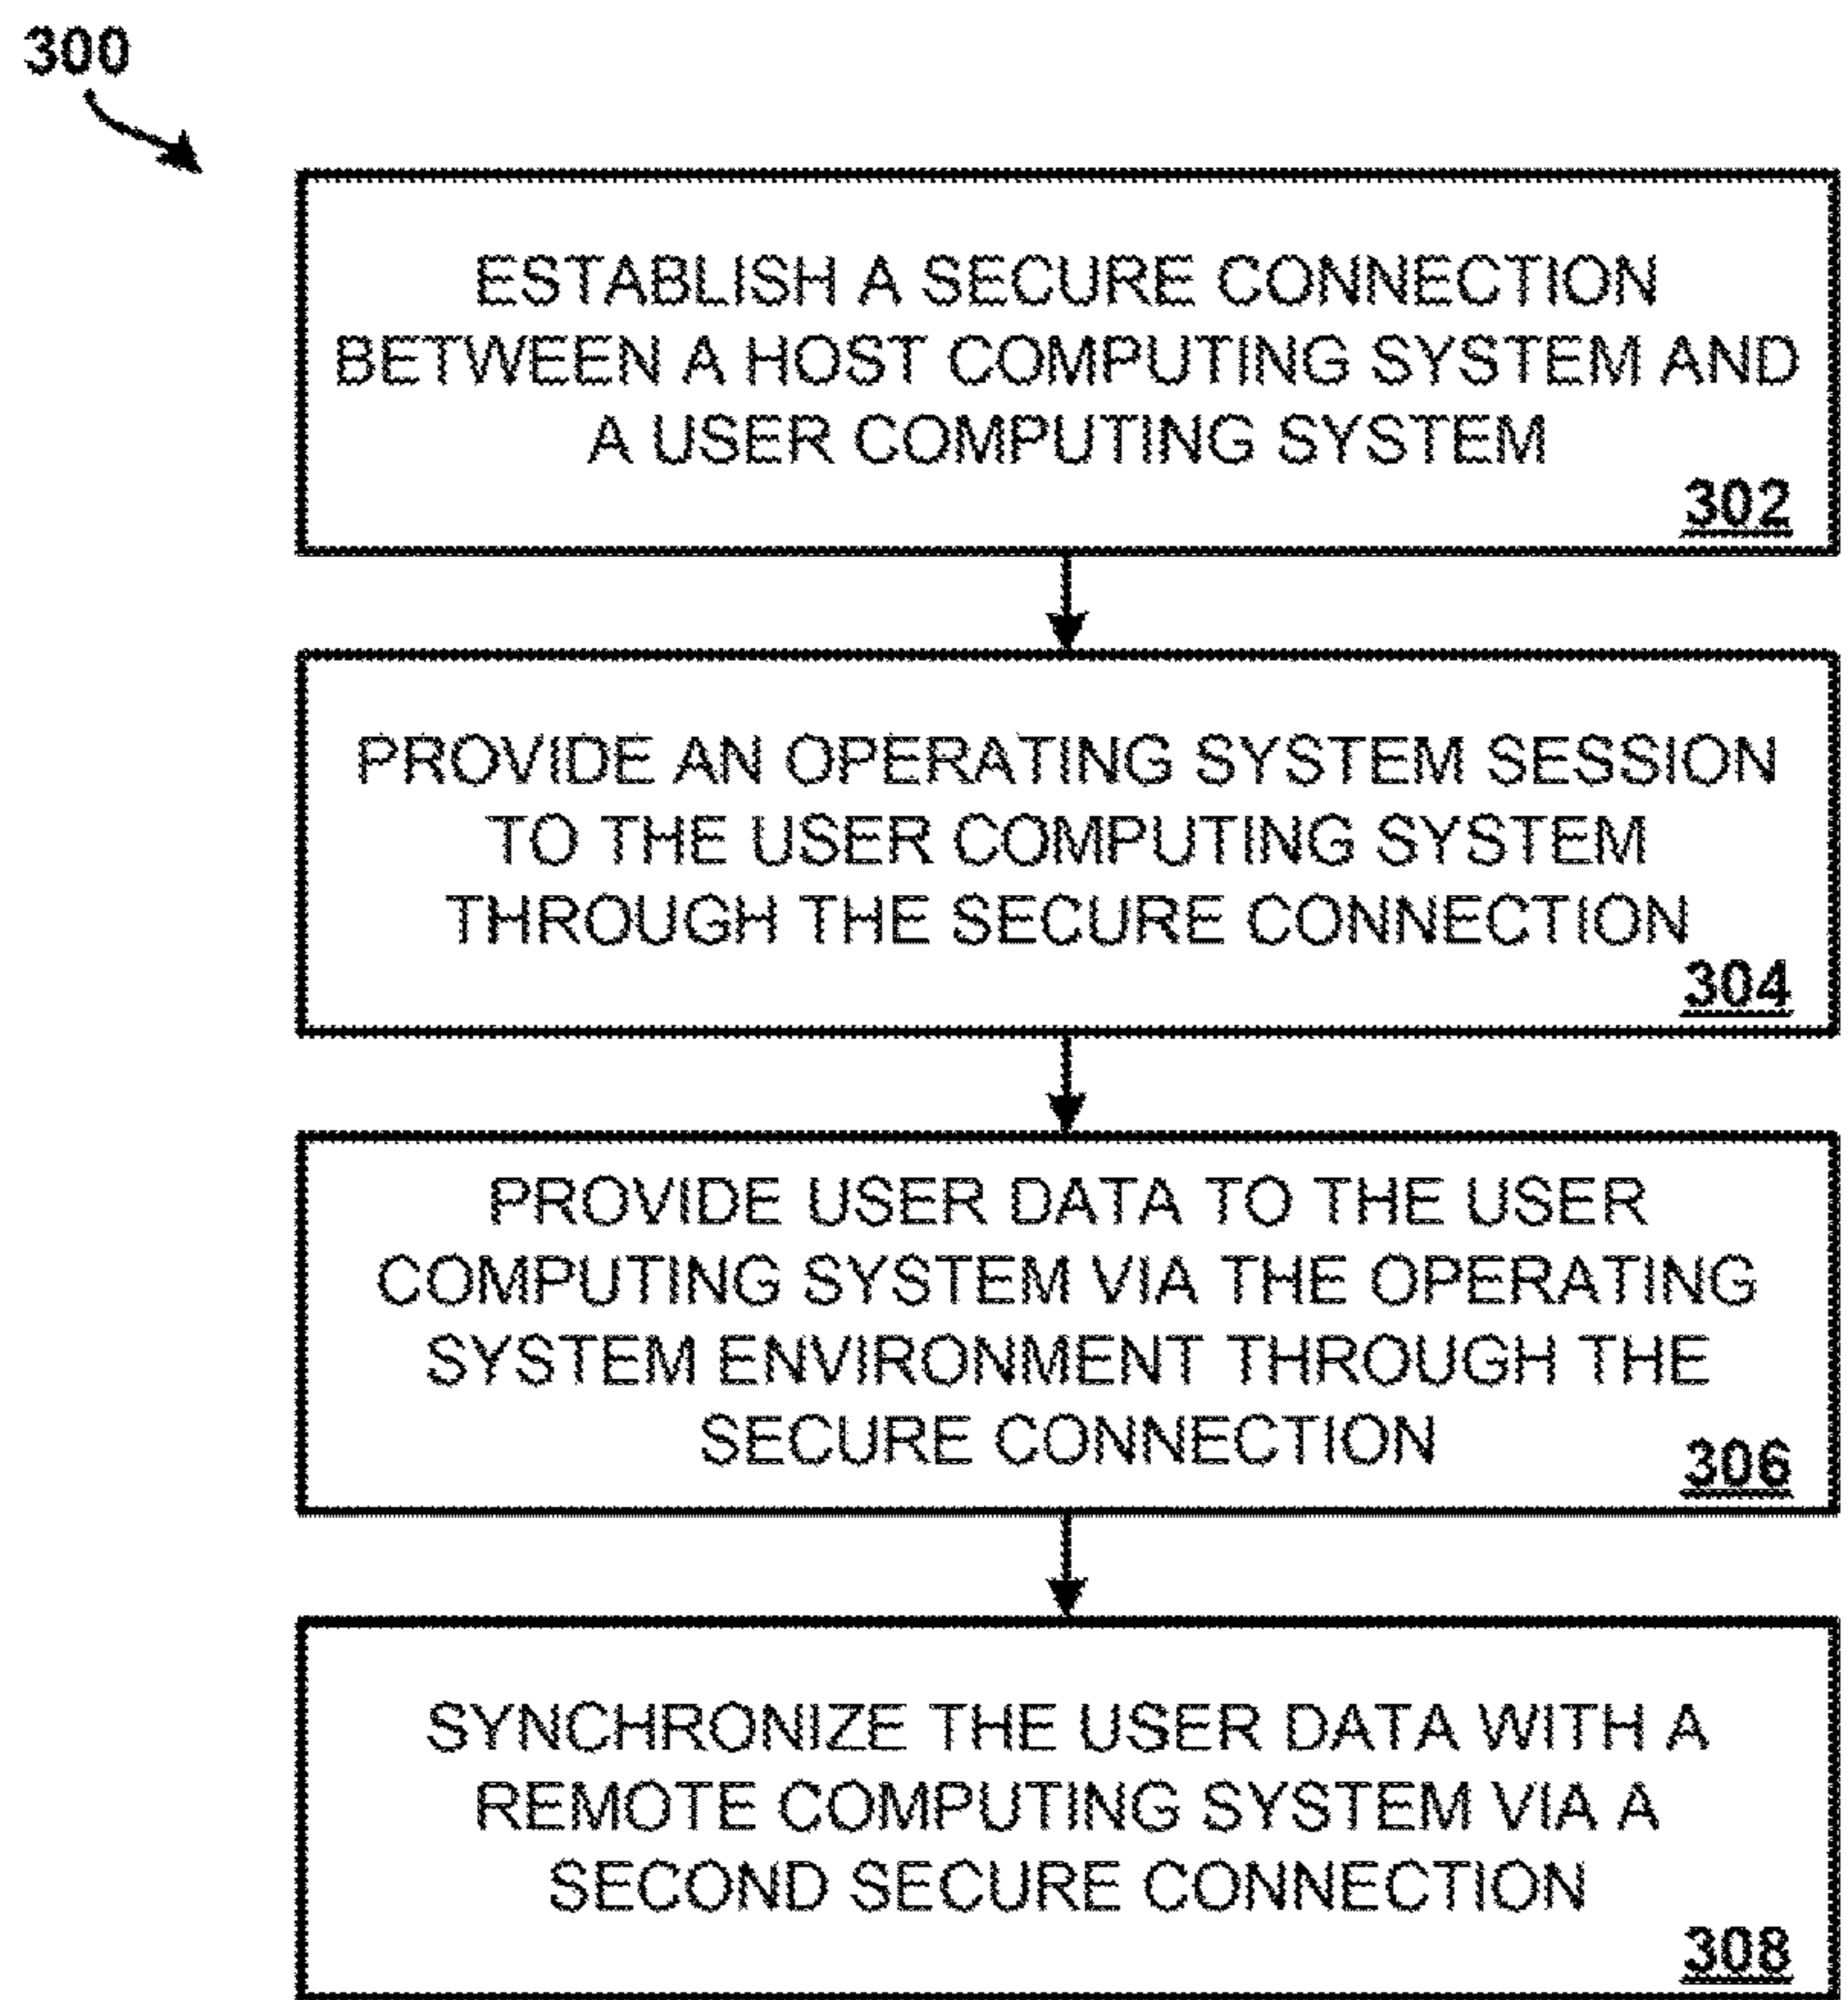 300
ESTABLISH A SECURE CONNECTION
BETWEEN A HOST COMPUTING SYSTEM AND
A USER COMPUTING SYSTEM
302
PROVIDE AN OPERATING SYSTEM SESSION
TO THE USER COMPUTING SYSTEM
THROUGH THE SECURE CONNECTION
304
PROVIDE USER DATA TO THE USER
COMPUTING SYSTEM VIA THE OPERATING
SYSTEM ENVIRONMENT THROUGH THE
SECURE CONNECTION
306
SYNCHRONIZE THE USER DATA WITH A
REMOTE COMPUTING SYSTEM VIA A
SECOND SECURE CONNECTION
308